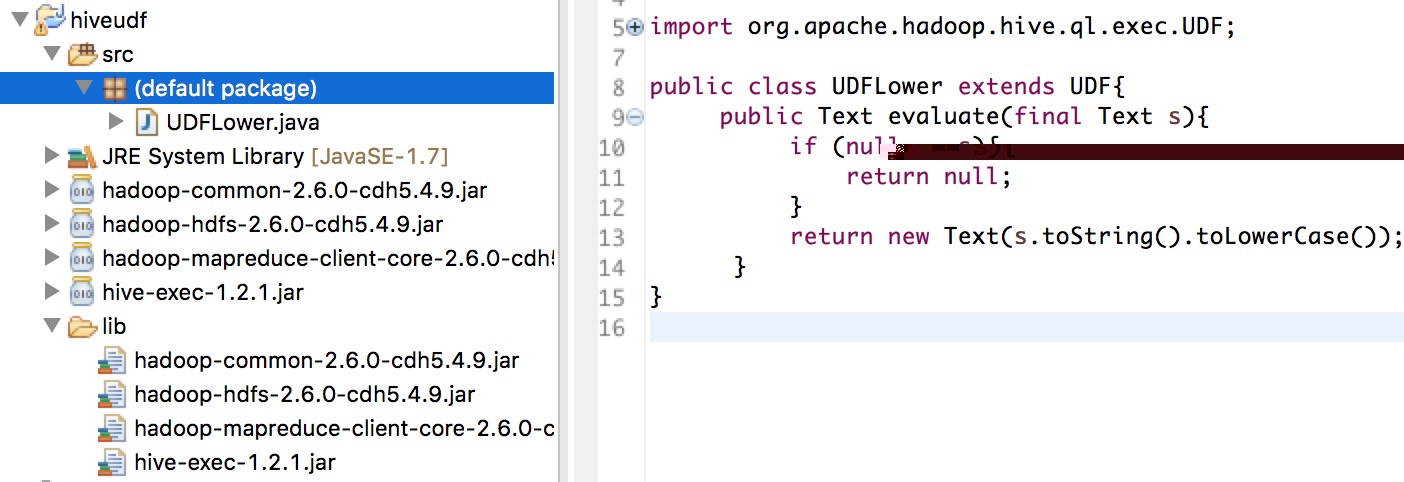 hiveudf
src
(default package)
UDFLower.java
JRE System Library [JavaSE-1.7]
hadoop-common-2.6.0-cdh5.4.9.jar
hadoop-hdfs-2.6.0-cdh5.4.9.jar
hadoop-mapreduce-client-core-2.6.0-cdh
hive-exec-1.2.1.jar
lib
hadoop-common-2.6.0-cdh5.4.9.jar
hadoop-hdfs-2.6.0-cdh5.4.9.jar
hadoop-mapreduce-client-core-2.6.0-c
hive-exec-1.2.1.jar
5 import org.apache.hadoop.hive.ql.exec.UDF;
7
8 public class UDFLower extends UDF{
9 public Text evaluate(final Text s){
10 if (null ==s){
11 return null;
12 }
13 return new Text(s.toString().toLowerCase());
14 }
15 }
16